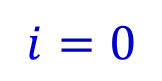 i = 0